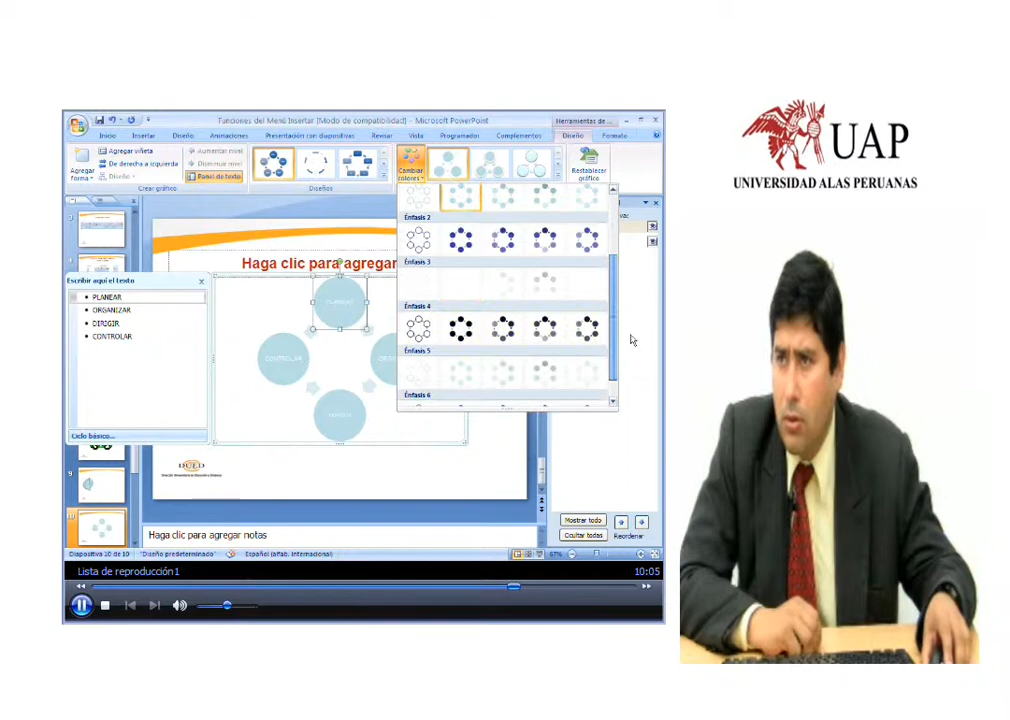 Funciones del Menú Insertar [Modo de compatibilidad] - Microsoft PowerPoint
Herramientas de ...
Inicio
Insertar
Diseño
Animaciones
Presentación con diapositivas
Revisar
Vista
Programador
Complementos
Diseño
Formato
Agregar forma
Agregar viñeta
De derecha a izquierda
Diseño
Aumentar nivel
Disminuir nivel
Panel de texto
Crear gráfico
Diseños
Cambiar colores
Restablecer gráfico
Énfasis 2
Énfasis 3
Énfasis 4
Énfasis 5
Énfasis 6
Haga clic para agregar
Escribir aquí el texto
PLANEAR
ORGANIZAR
DIRIGIR
CONTROLAR
Ciclo básico...
CONTROLAR
9
10
DUED
Haga clic para agregar notas
Mostrar todo
Ocultar todas
Reordenar
Diapositiva 10 de 10
"Diseño predeterminado"
Español (alfab. internacional)
67%
Lista de reproducción1
10:05
UAP
UNIVERSIDAD ALAS PERUANAS